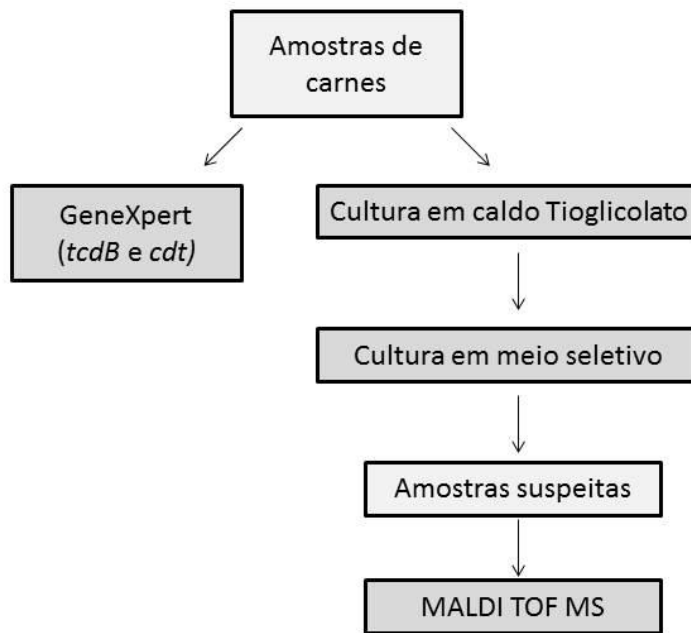 Amostras de
carnes
GeneXpert
(tcdB e cdt)
Cultura em caldo Tioglicolato
Cultura em meio seletivo
Amostras suspeitas
MALDI TOF MS